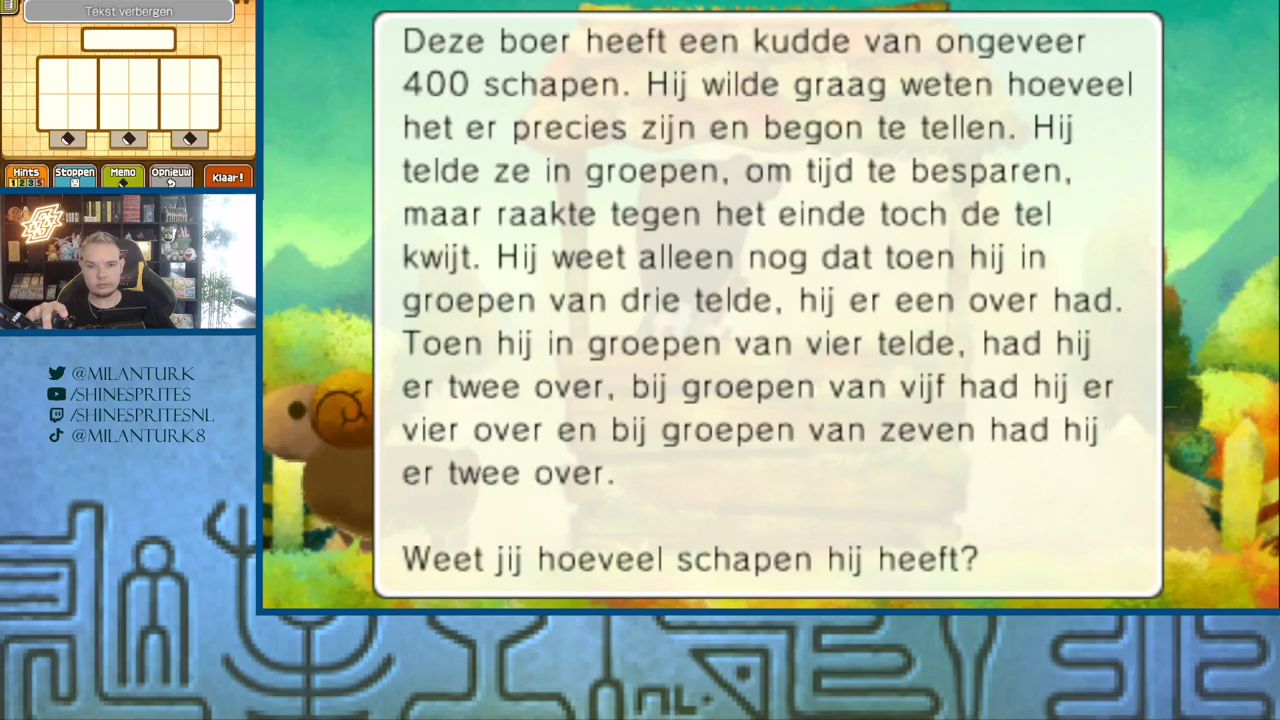 Tekst verbergen
Hints
1 2 3 S
Stoppen
Memo
Opnieuw
Klaar!
Deze boer heeft een kudde van ongeveer
400 schapen. Hij wilde graag weten hoeveel
het er precies zijn en begon te tellen. Hij
telde ze in groepen, om tijd te besparen,
maar raakte tegen het einde toch de tel
kwijt. Hij weet alleen nog dat toen hij in
groepen van drie telde, hij er een over had.
Toen hij in groepen van vier telde, had hij
er twee over, bij groepen van vijf had hij er
vier over en bij groepen van zeven had hij
er twee over.
Weet jij hoeveel schapen hij heeft?
@MILANTURK
/SHINESPRITES
/SHINESPRITESNL
@MILANTURK8